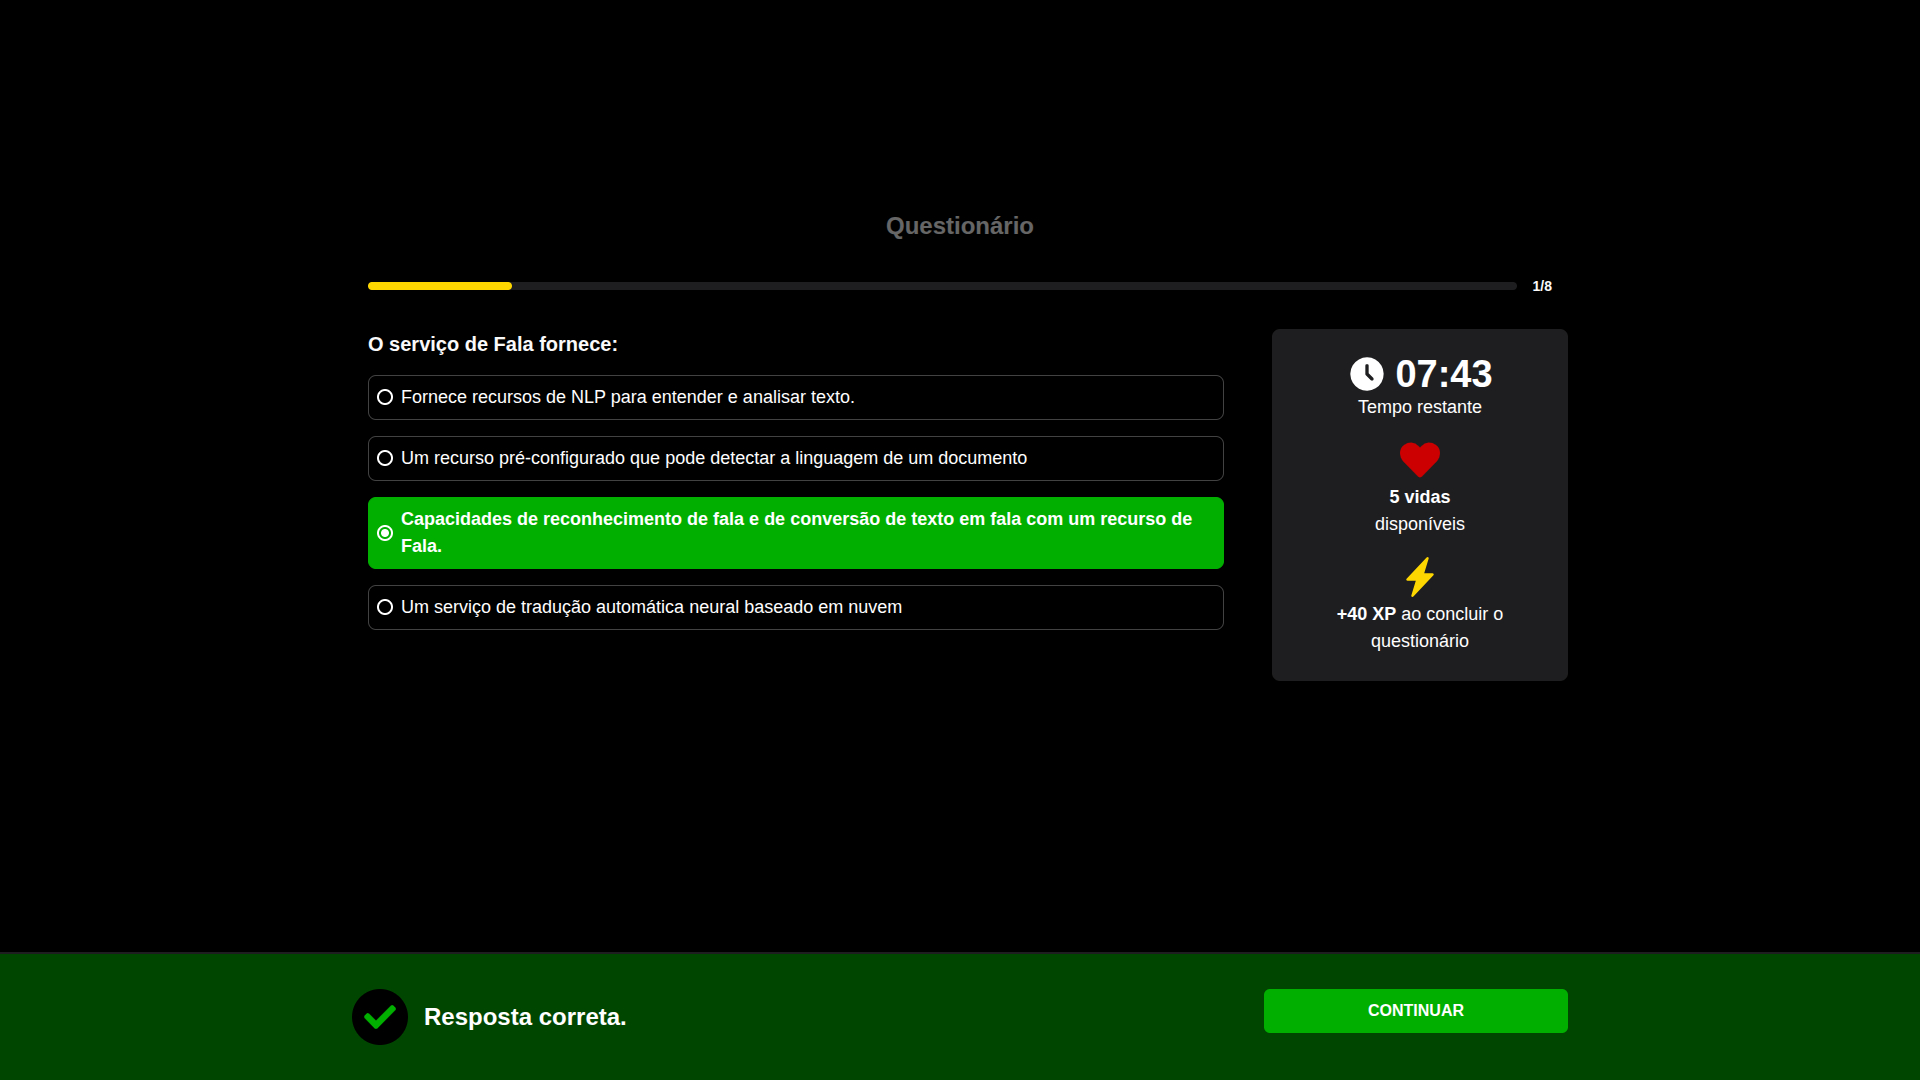 Questionário
1/8
O serviço de Fala fornece:
Fornece recursos de NLP para entender e analisar texto.
Um recurso pré-configurado que pode detectar a linguagem de um documento
Capacidades de reconhecimento de fala e de conversão de texto em fala com um recurso de
Fala.
Um serviço de tradução automática neural baseado em nuvem
07:43
Tempo restante
5 vidas
disponíveis
+40 XP ao concluir o
questionário
Resposta correta.
CONTINUAR